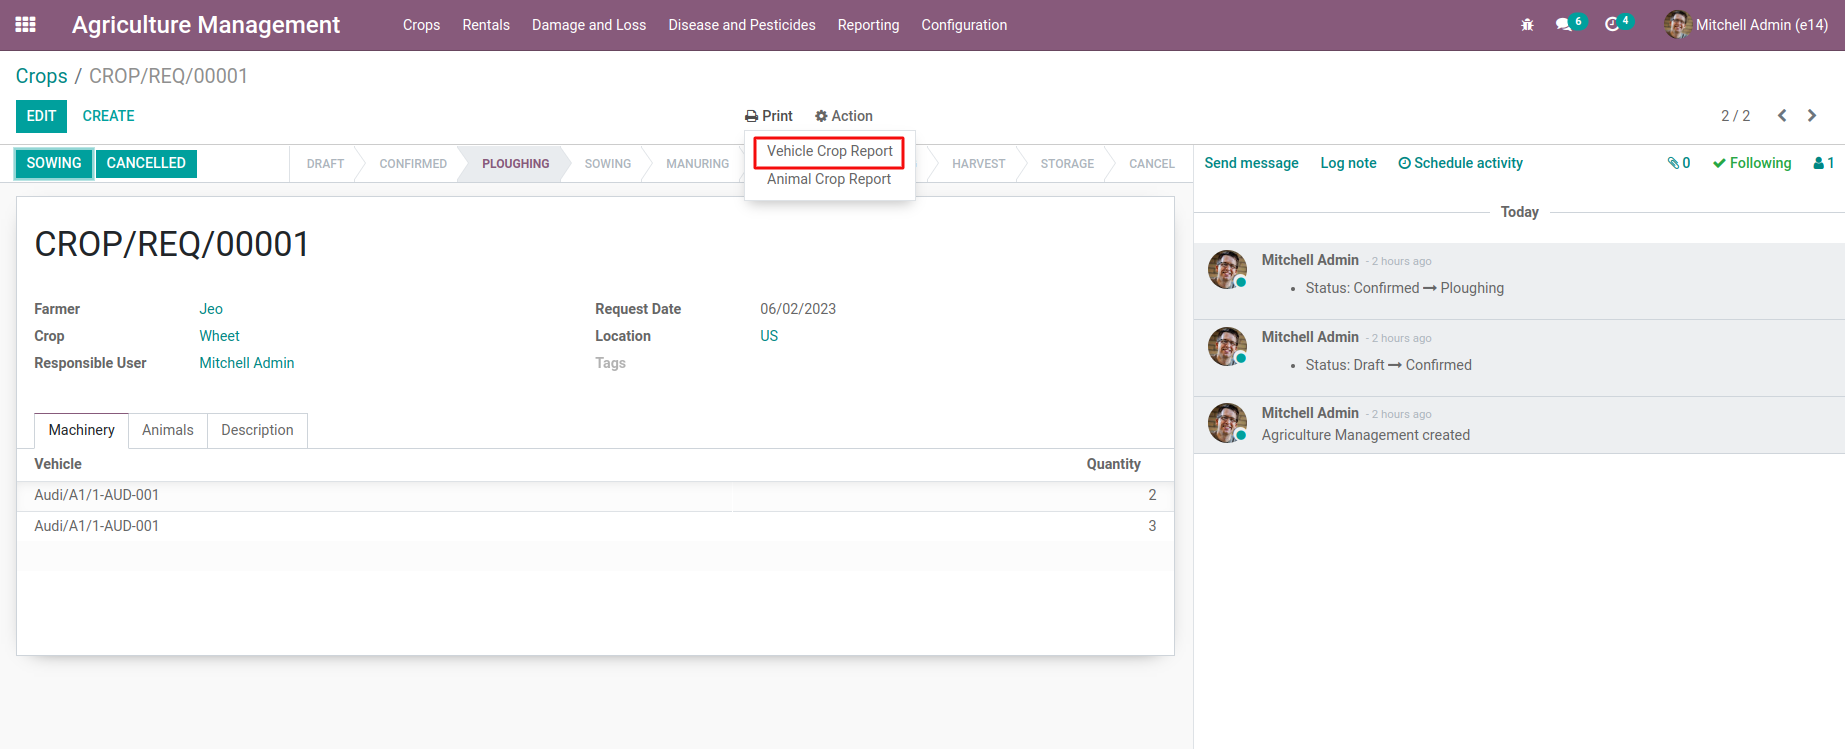 Agriculture Management Crops Rentals Damage and Loss Disease and Pesticides Reporting Configuration 6 4 Mitchell Admin (e14)
Crops / CROP/REQ/00001
EDIT CREATE Print Action 2 / 2
Vehicle Crop Report
Animal Crop Report
SOWING CANCELLED DRAFT CONFIRMED PLOUGHING SOWING MANURING HARVEST STORAGE CANCEL
Send message Log note Schedule activity 0 Following 1
CROP/REQ/00001
Farmer Jeo Request Date 06/02/2023
Crop Wheet Location US
Responsible User Mitchell Admin Tags
Machinery Animals Description
Vehicle Quantity
Audi/A1/1-AUD-001 2
Audi/A1/1-AUD-001 3
Today
Mitchell Admin - 2 hours ago
• Status: Confirmed → Ploughing
Mitchell Admin - 2 hours ago
• Status: Draft → Confirmed
Mitchell Admin - 2 hours ago
Agriculture Management created